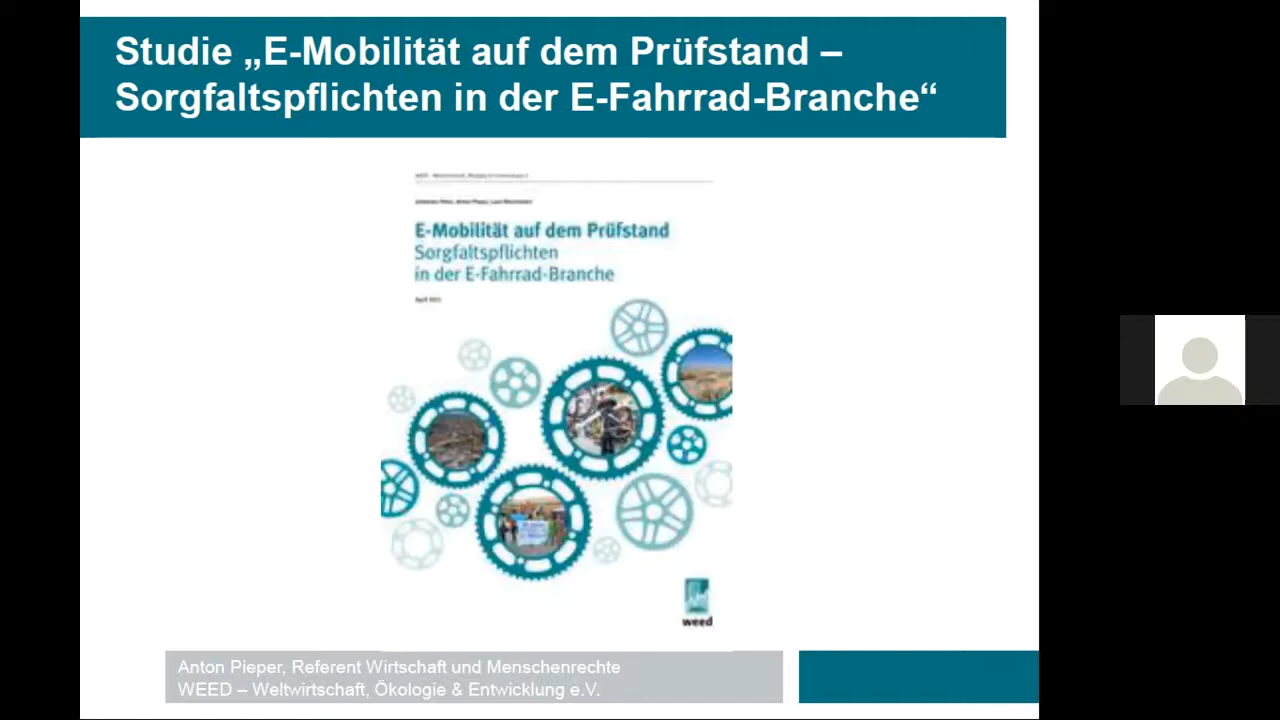 Studie „E-Mobilität auf dem Prüfstand –
Sorgfaltspflichten in der E-Fahrrad-Branche“
E-Mobilität auf dem Prüfstand
Sorgfaltspflichten
in der E-Fahrrad-Branche
weed
Anton Pieper, Referent Wirtschaft und Menschenrechte
WEED – Weltwirtschaft, Ökologie & Entwicklung e.V.